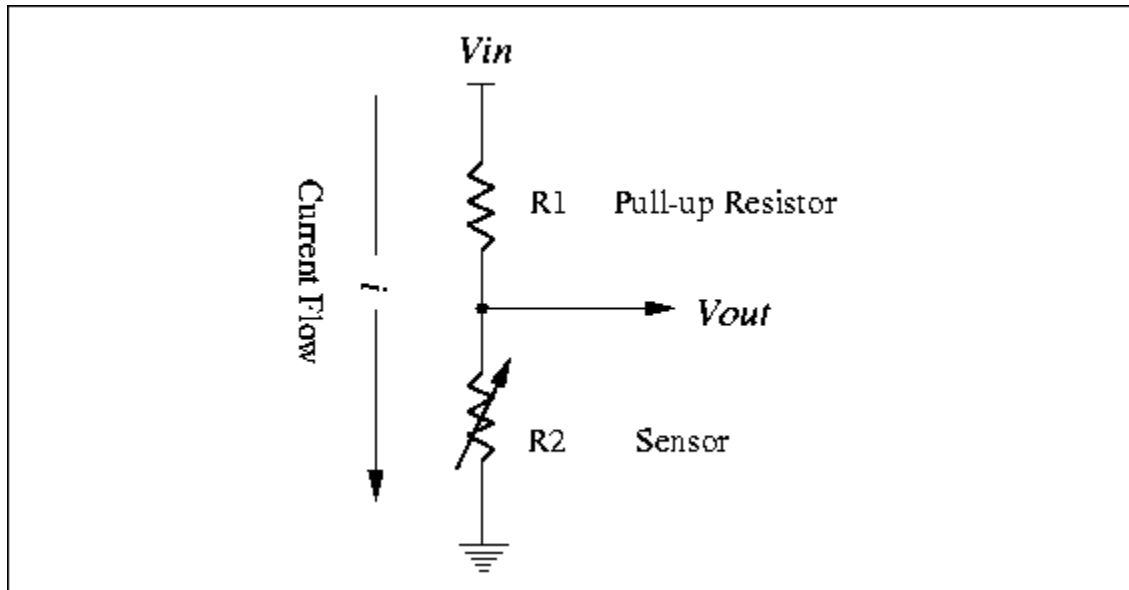 Vin
R1 Pull-up Resistor
Current Flow
i
Vout
R2 Sensor